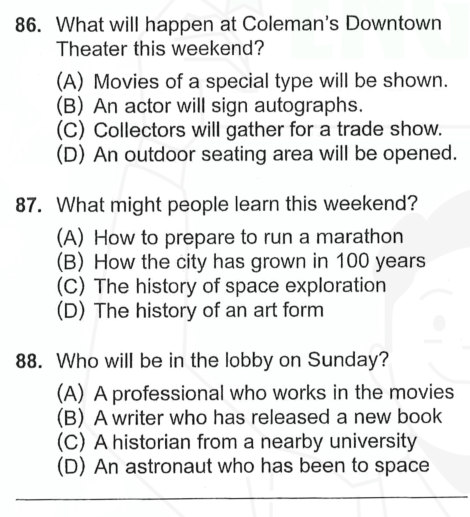 86. What will happen at Coleman's Downtown
Theater this weekend?
(A) Movies of a special type will be shown.
(B) An actor will sign autographs.
(C) Collectors will gather for a trade show.
(D) An outdoor seating area will be opened.
87. What might people learn this weekend?
(A) How to prepare to run a marathon
(B) How the city has grown in 100 years
(C) The history of space exploration
(D) The history of an art form
88. Who will be in the lobby on Sunday?
(A) A professional who works in the movies
(B) A writer who has released a new book
(C) A historian from a nearby university
(D) An astronaut who has been to space